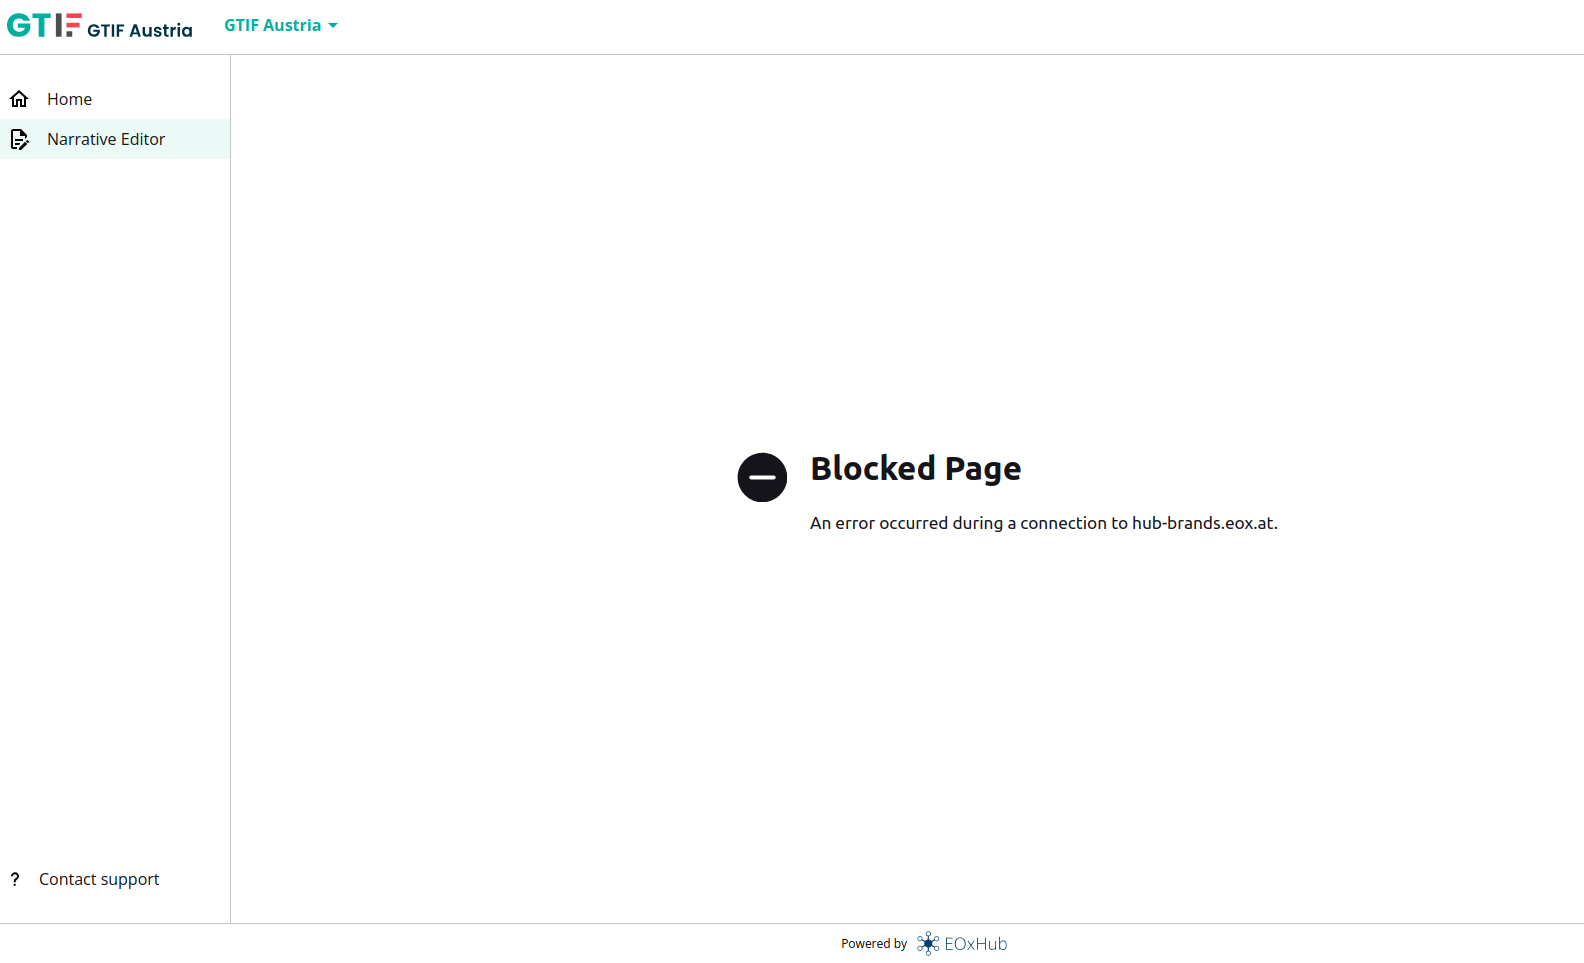 GTIF GTIF Austria
GTIF Austria
Home
Narrative Editor
Blocked Page
An error occurred during a connection to hub-brands.eox.at.
? Contact support
Powered by EOxHub